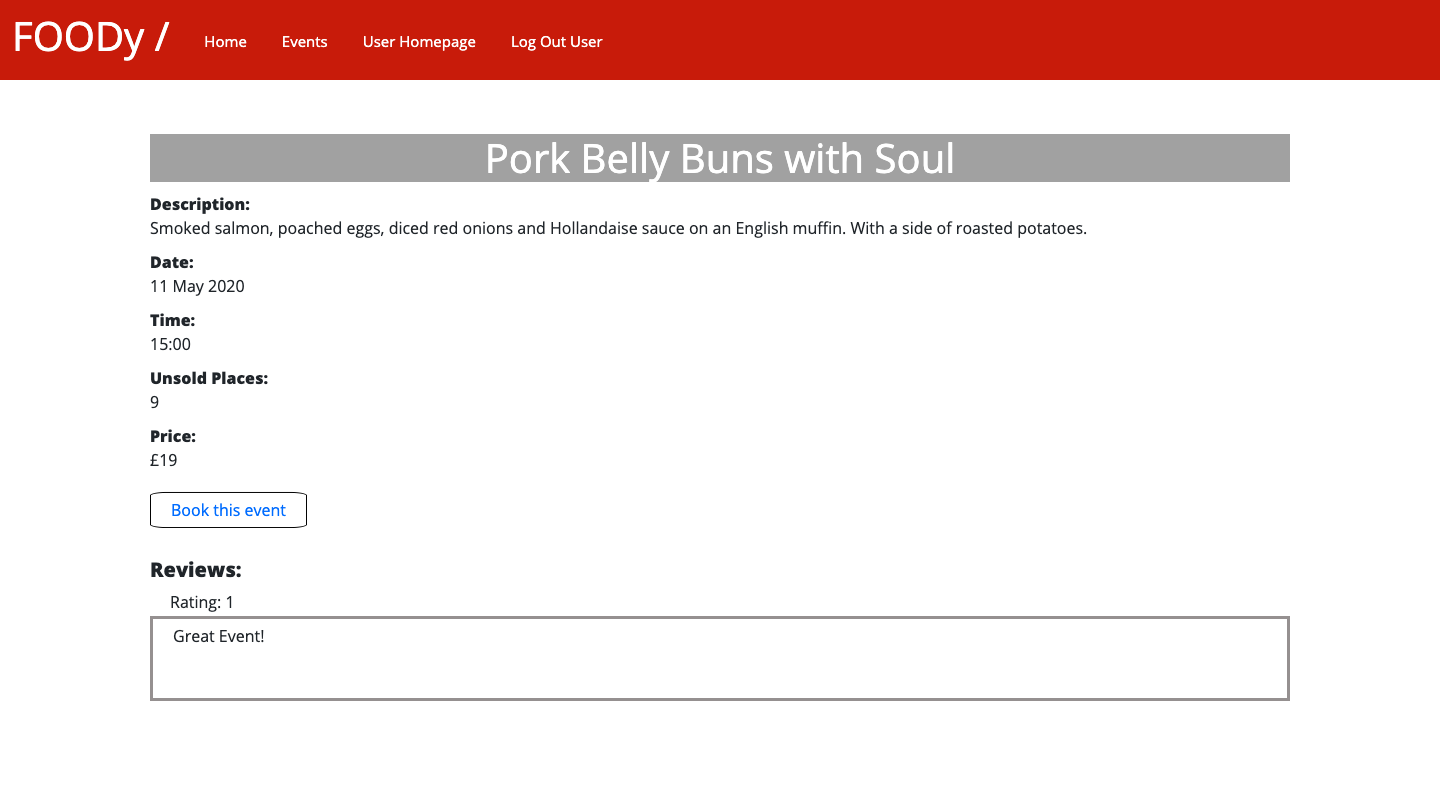 FOODy /
Home
Events
User Homepage
Log Out User
Pork Belly Buns with Soul
Description:
Smoked salmon, poached eggs, diced red onions and Hollandaise sauce on an English muffin. With a side of roasted potatoes.
Date:
11 May 2020
Time:
15:00
Unsold Places:
9
Price:
£19
Book this event
Reviews:
Rating: 1
Great Event!